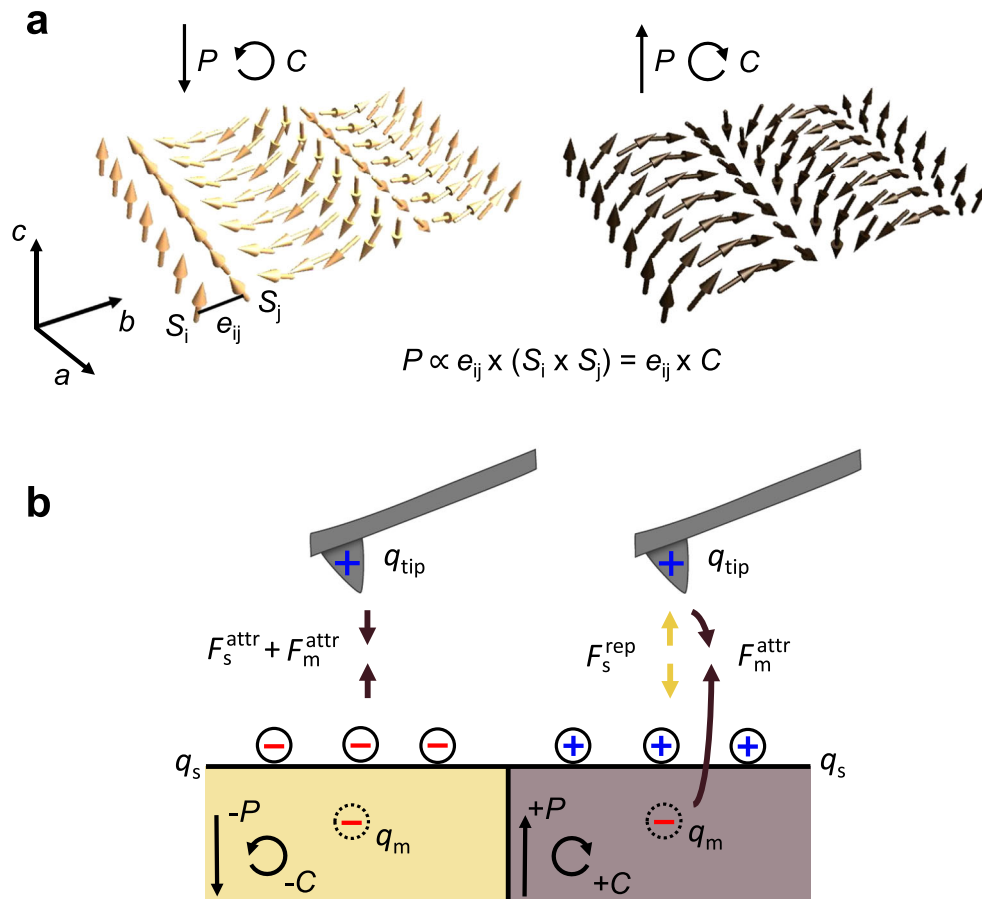 a
P C
P C
c
b
a
S_i e_ij S_j
P ∝ e_ij x (S_i x S_j) = e_ij x C
b
+ q_tip
+ q_tip
F_s^attr + F_m^attr
F_s^rep F_m^attr
− − − + + +
q_s q_s
-P +P
− q_m − q_m
-C +C